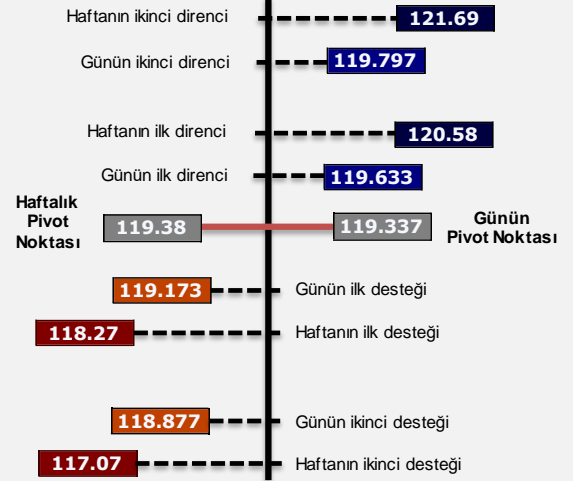 Haftanın ikinci direnci 121.69
Günün ikinci direnci 119.797
Haftanın ilk direnci 120.58
Günün ilk direnci 119.633
Haftalık
Pivot
Noktası
119.38
119.337
Günün
Pivot Noktası
119.173 Günün ilk desteği
118.27 Haftanın ilk desteği
118.877 Günün ikinci desteği
117.07 Haftanın ikinci desteği